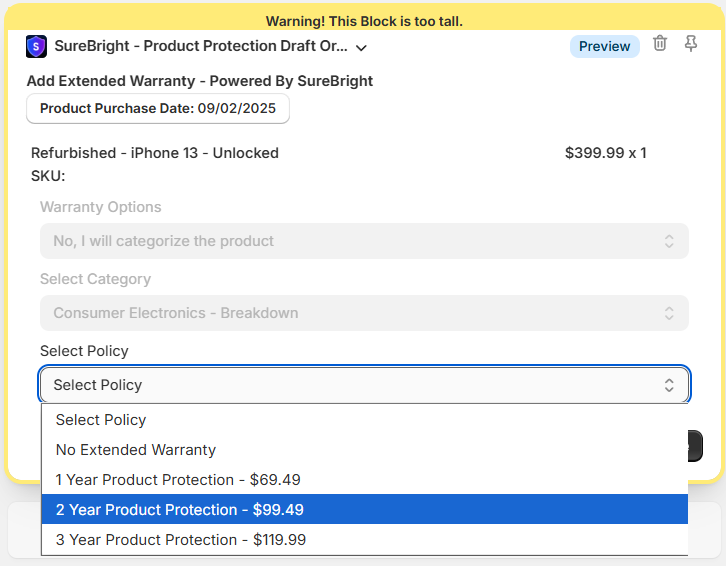 Warning! This Block is too tall.
S SureBright - Product Protection Draft Or...
Preview
Add Extended Warranty - Powered By SureBright
Product Purchase Date: 09/02/2025
Refurbished - iPhone 13 - Unlocked $399.99 x 1
SKU:
Warranty Options
No, I will categorize the product
Select Category
Consumer Electronics - Breakdown
Select Policy
Select Policy
Select Policy
No Extended Warranty
1 Year Product Protection - $69.49
2 Year Product Protection - $99.49
3 Year Product Protection - $119.99